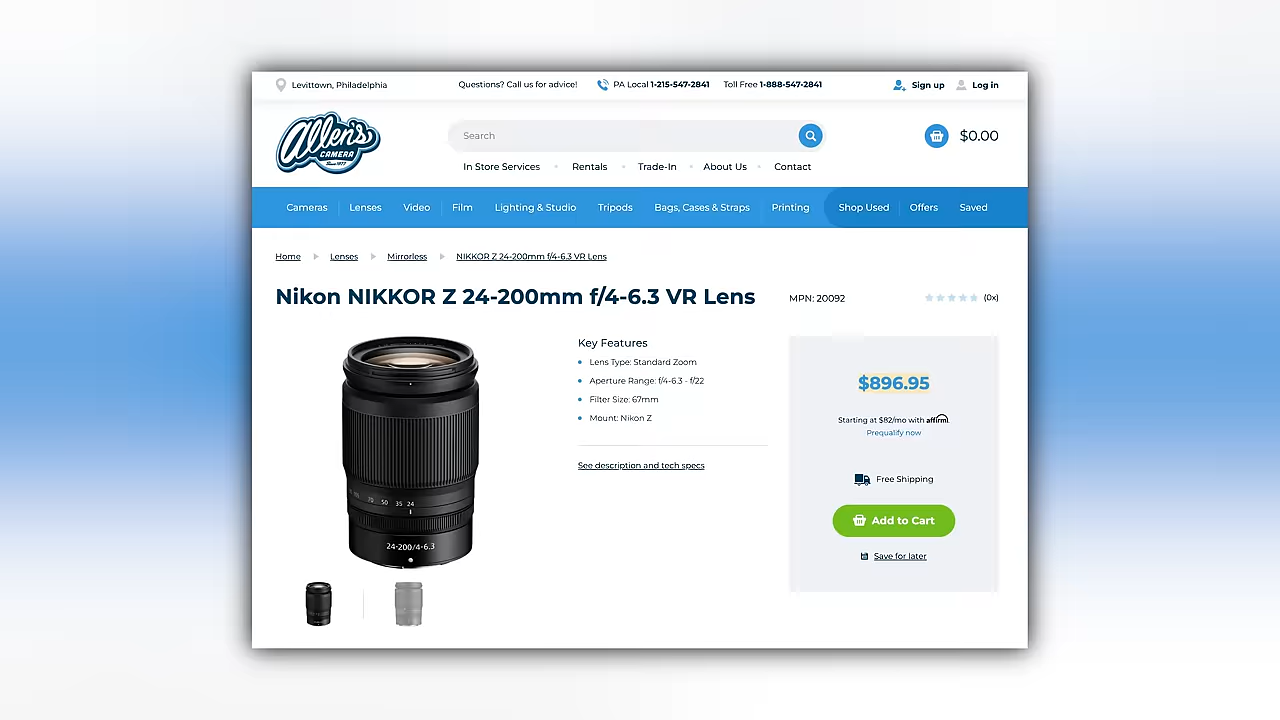 Levittown, Philadelphia
Questions? Call us for advice!
PA Local 1-215-547-2841
Toll Free 1-888-547-2841
Sign up
Log in
Allen's
CAMERA
Since 1977
Search
$0.00
In Store Services
Rentals
Trade-In
About Us
Contact
Cameras
Lenses
Video
Film
Lighting & Studio
Tripods
Bags, Cases & Straps
Printing
Shop Used
Offers
Saved
Home
Lenses
Mirrorless
NIKKOR Z 24-200mm f/4-6.3 VR Lens
Nikon NIKKOR Z 24-200mm f/4-6.3 VR Lens
MPN: 20092
(0x)
Key Features
Lens Type: Standard Zoom
Aperture Range: f/4-6.3 - f/22
Filter Size: 67mm
Mount: Nikon Z
See description and tech specs
$896.95
Starting at $82/mo with affirm.
Prequalify now
Free Shipping
Add to Cart
Save for later
70 50 35 24
24-200/4-6.3